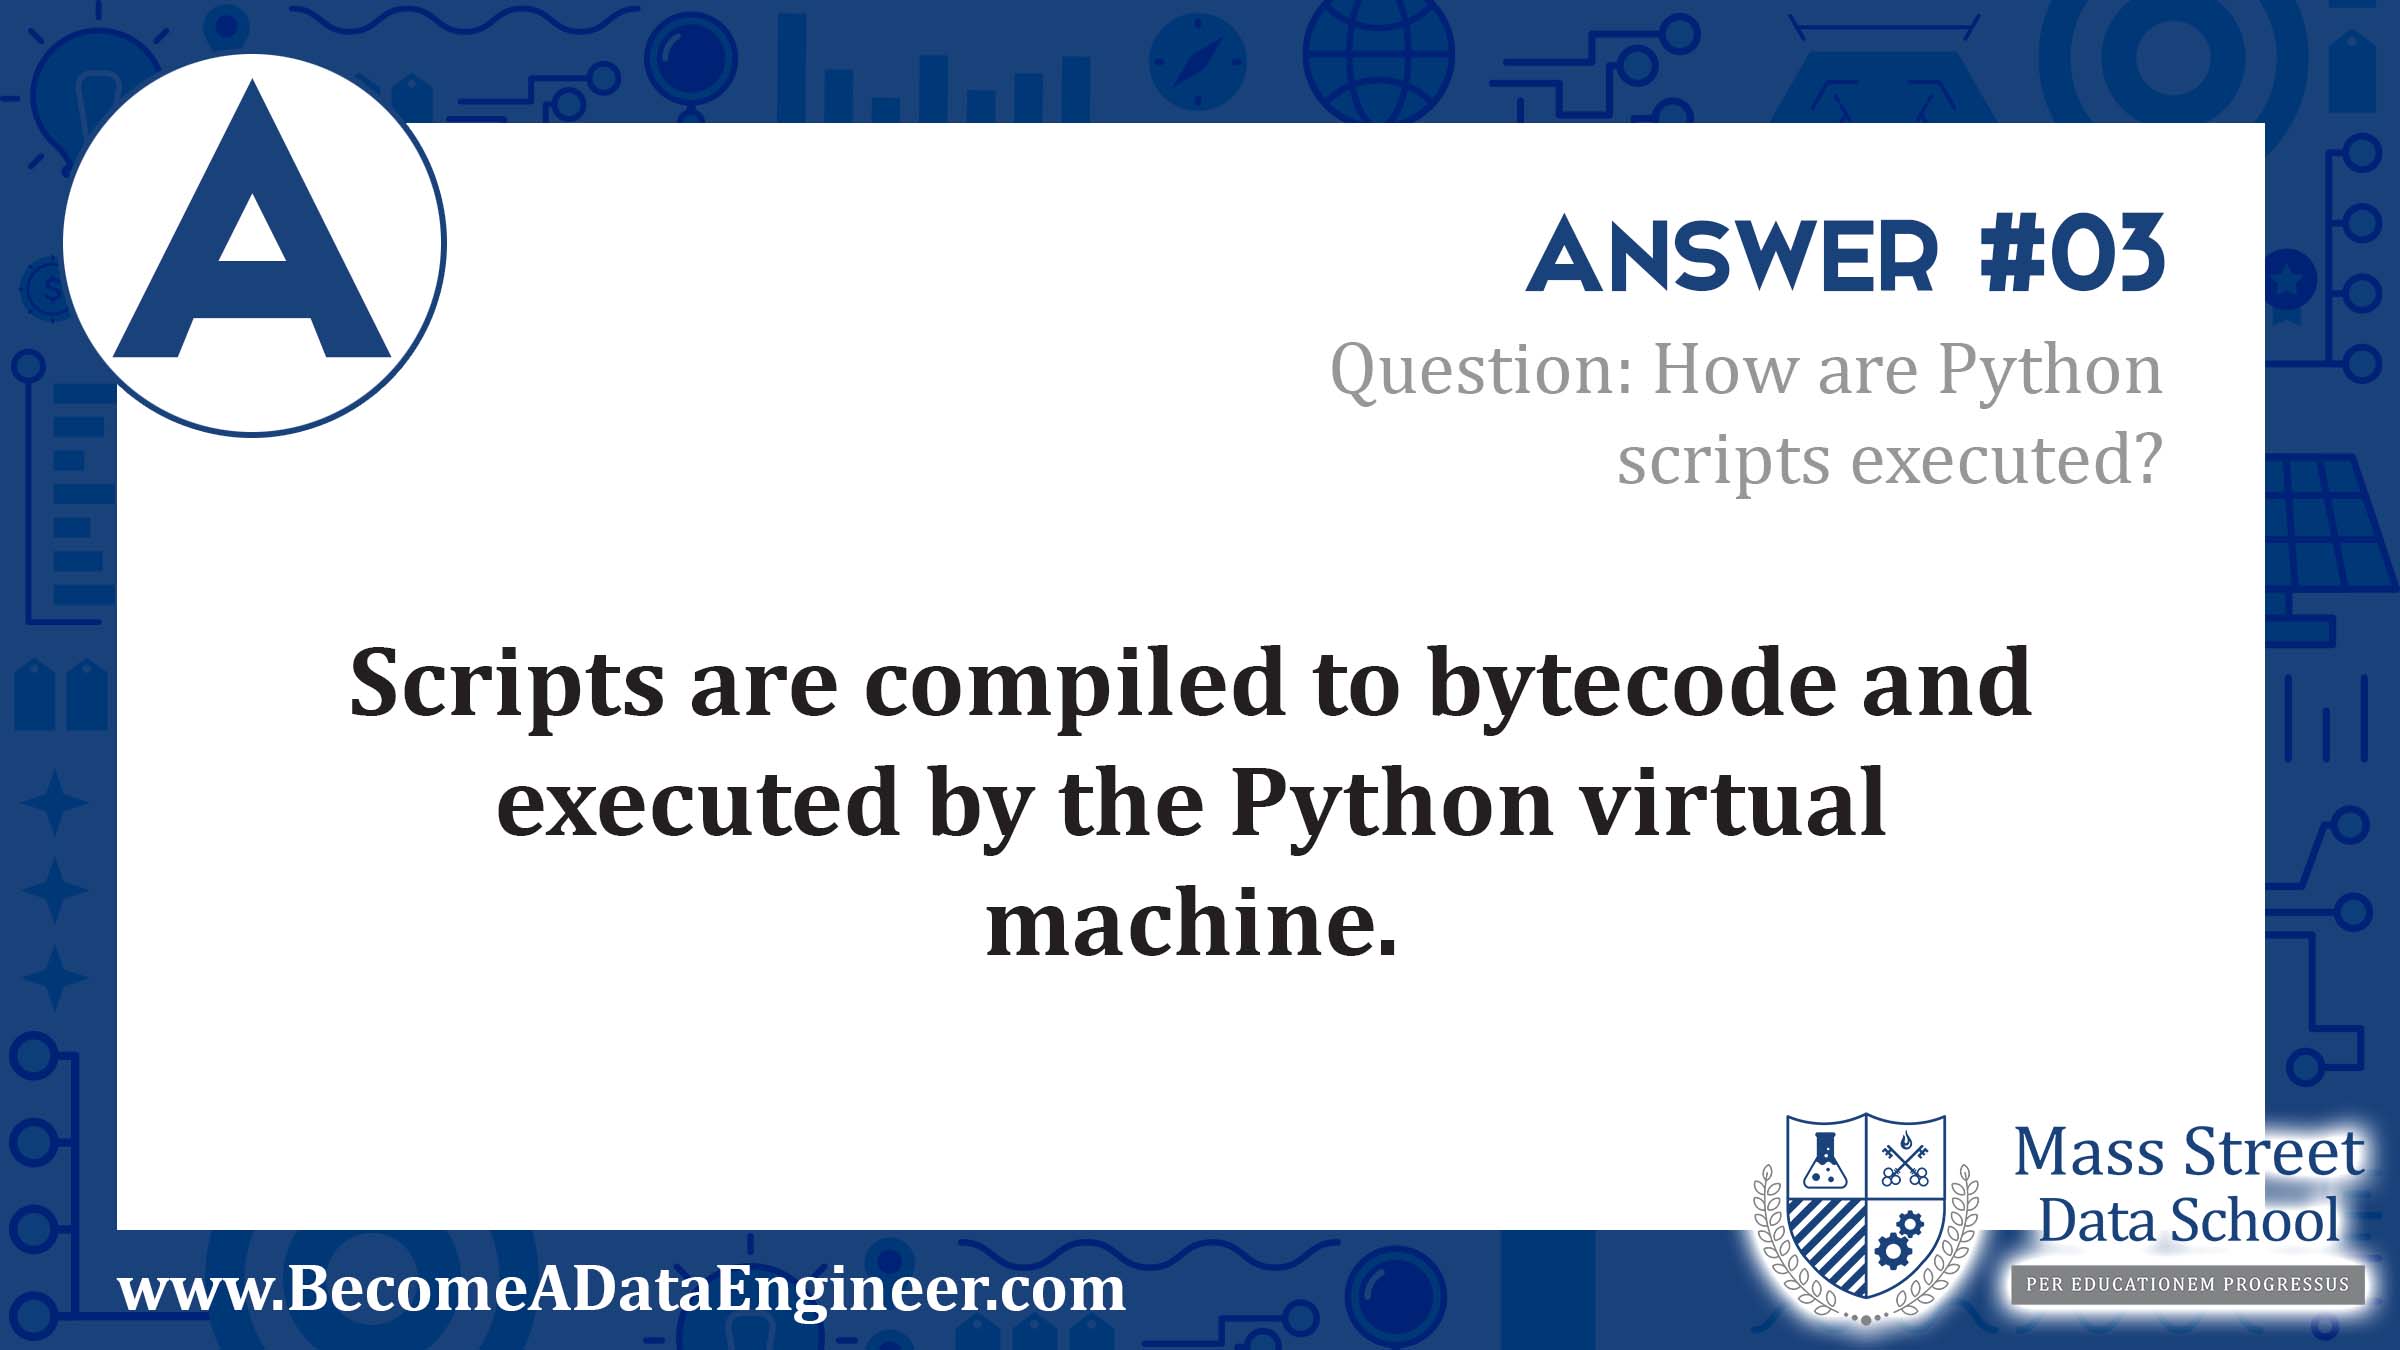 A
ANSWER #03
Question: How are Python
scripts executed?
Scripts are compiled to bytecode and
executed by the Python virtual
machine.
Mass Street
Data School
PER EDUCATIONEM PROGRESSUS
www.BecomeADataEngineer.com